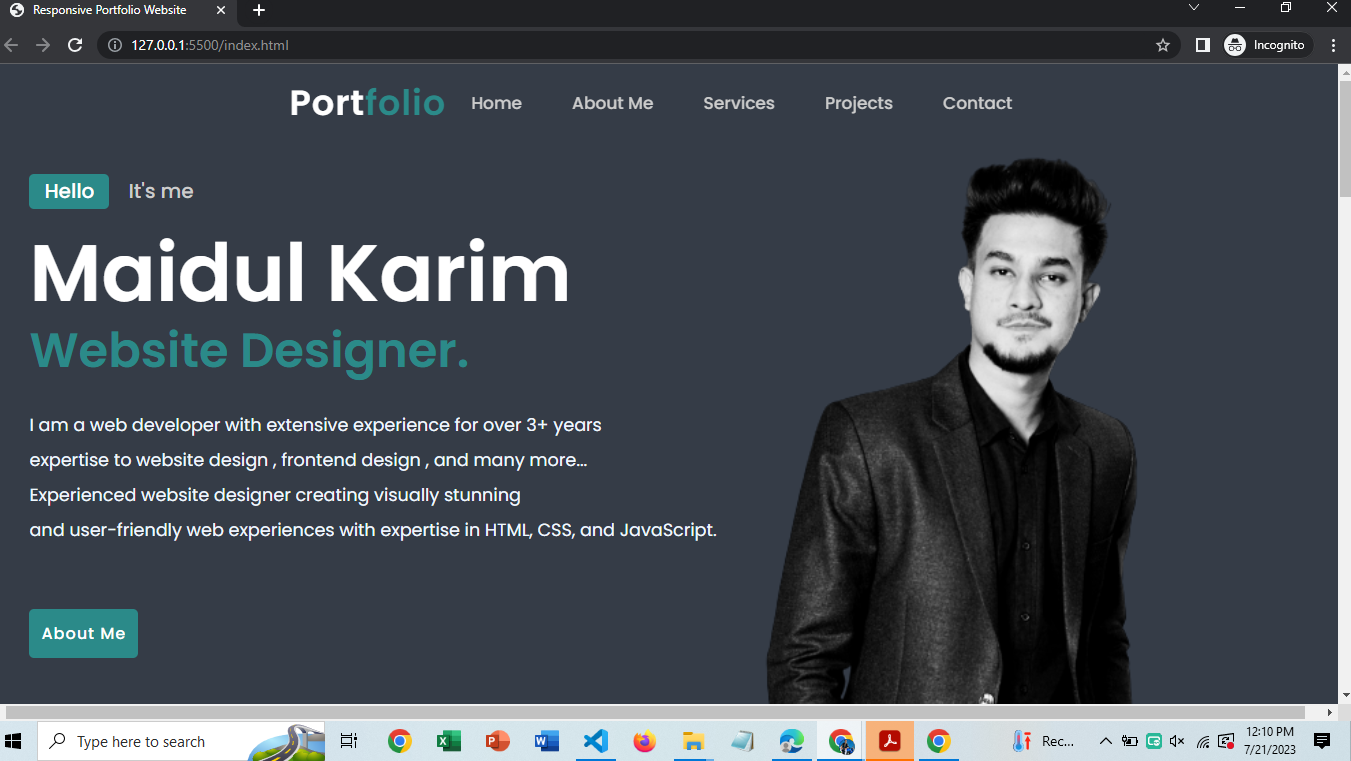 Responsive Portfolio Website
127.0.0.1:5500/index.html
Incognito
Portfolio
Home
About Me
Services
Projects
Contact
Hello
It's me
Maidul Karim
Website Designer.
I am a web developer with extensive experience for over 3+ years
expertise to website design , frontend design , and many more...
Experienced website designer creating visually stunning
and user-friendly web experiences with expertise in HTML, CSS, and JavaScript.
About Me
Type here to search
Rec...
12:10 PM
7/21/2023